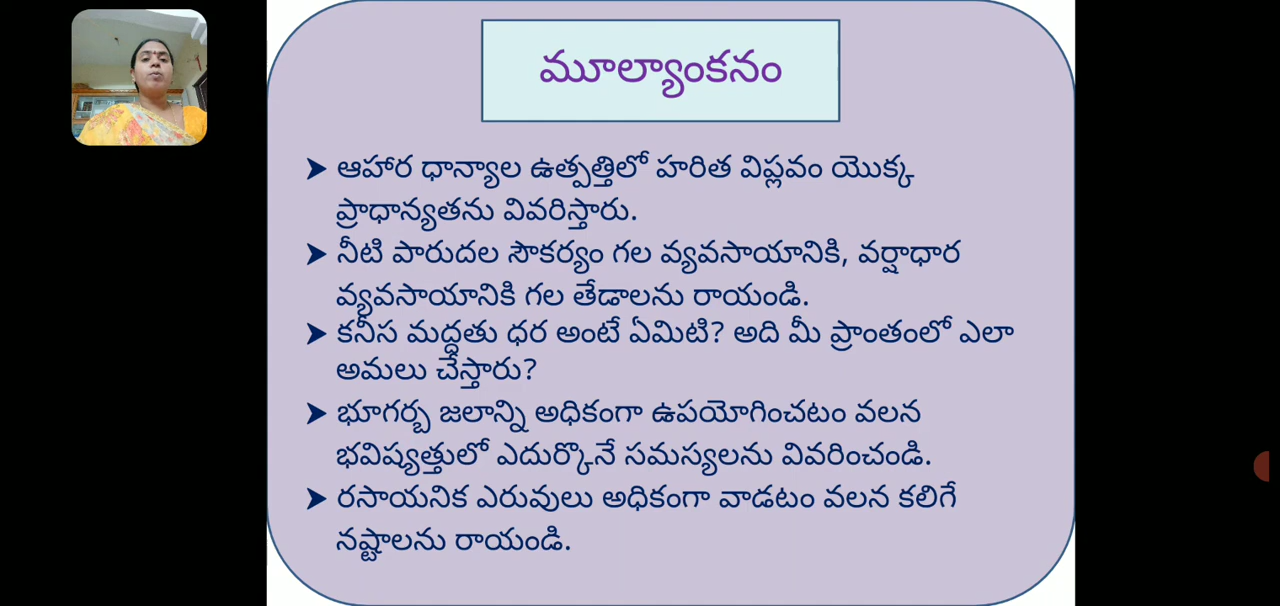 మూల్యాంకనం
➤ ఆహార ధాన్యాల ఉత్పత్తిలో హరిత విప్లవం యొక్క
ప్రాధాన్యతను వివరిస్తారు.
➤ నీటి పారుదల సౌకర్యం గల వ్యవసాయానికి, వర్షాధార
వ్యవసాయానికి గల తేడాలను రాయండి.
➤ కనీస మద్దతు ధర అంటే ఏమిటి? అది మీ ప్రాంతంలో ఎలా
అమలు చేస్తారు?
➤ భూగర్బ జలాన్ని అధికంగా ఉపయోగించటం వలన
భవిష్యత్తులో ఎదుర్కొనే సమస్యలను వివరించండి.
➤ రసాయనిక ఎరువులు అధికంగా వాడటం వలన కలిగే
నష్టాలను రాయండి.